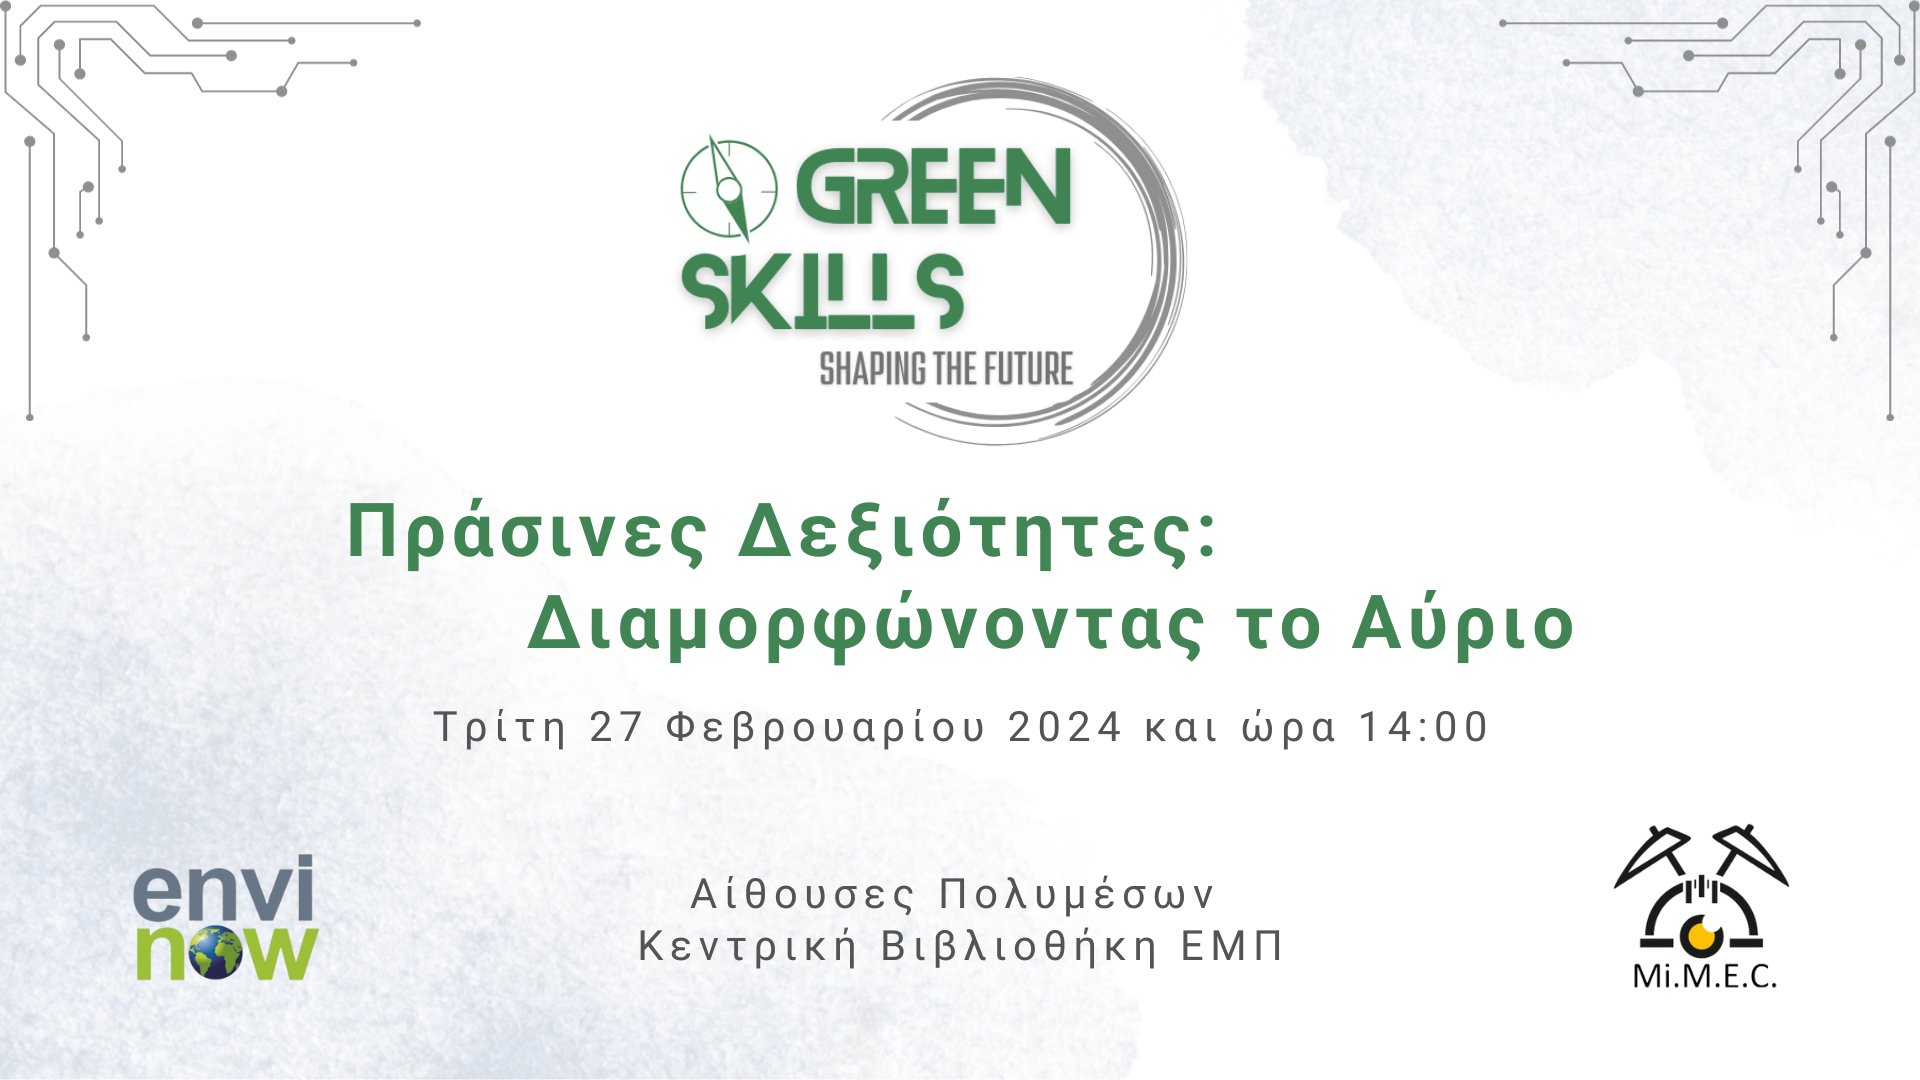 GREEN
SKILLS
SHAPING THE FUTURE
Πράσινες Δεξιότητες:
Διαμορφώνοντας το Αύριο
Τρίτη 27 Φεβρουαρίου 2024 και ώρα 14:00
envi
now
Αίθουσες Πολυμέσων
Κεντρική Βιβλιοθήκη ΕΜΠ
Mi.M.E.C.